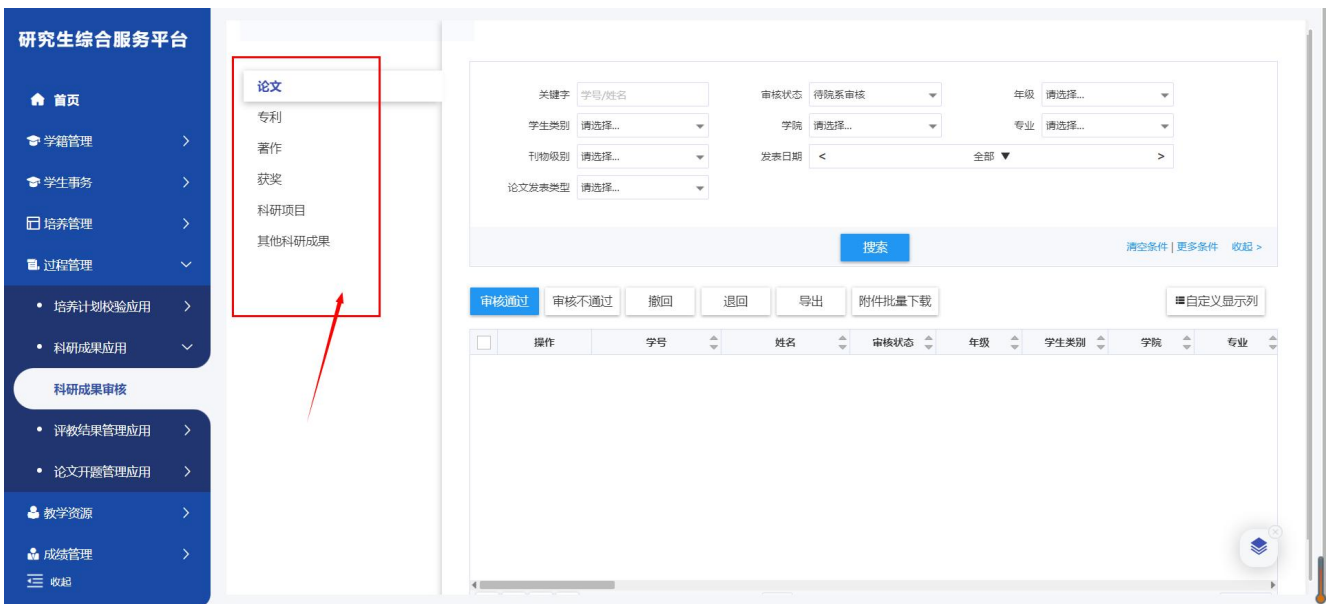 研究生综合服务平台
首页
学籍管理
学生事务
培养管理
过程管理
培养计划校验应用
科研成果应用
科研成果审核
评教结果管理应用
论文开题管理应用
教学资源
成绩管理
收起
论文
专利
著作
获奖
科研项目
其他科研成果
关键字 学号/姓名 审核状态 待院系审核 年级 请选择...
学生类别 请选择... 学院 请选择... 专业 请选择...
刊物级别 请选择... 发表日期 < 全部 ▼ >
论文发表类型 请选择...
搜索 清空条件 | 更多条件 收起 >
审核通过 审核不通过 撤回 退回 导出 附件批量下载 自定义显示列
操作 学号 姓名 审核状态 年级 学生类别 学院 专业